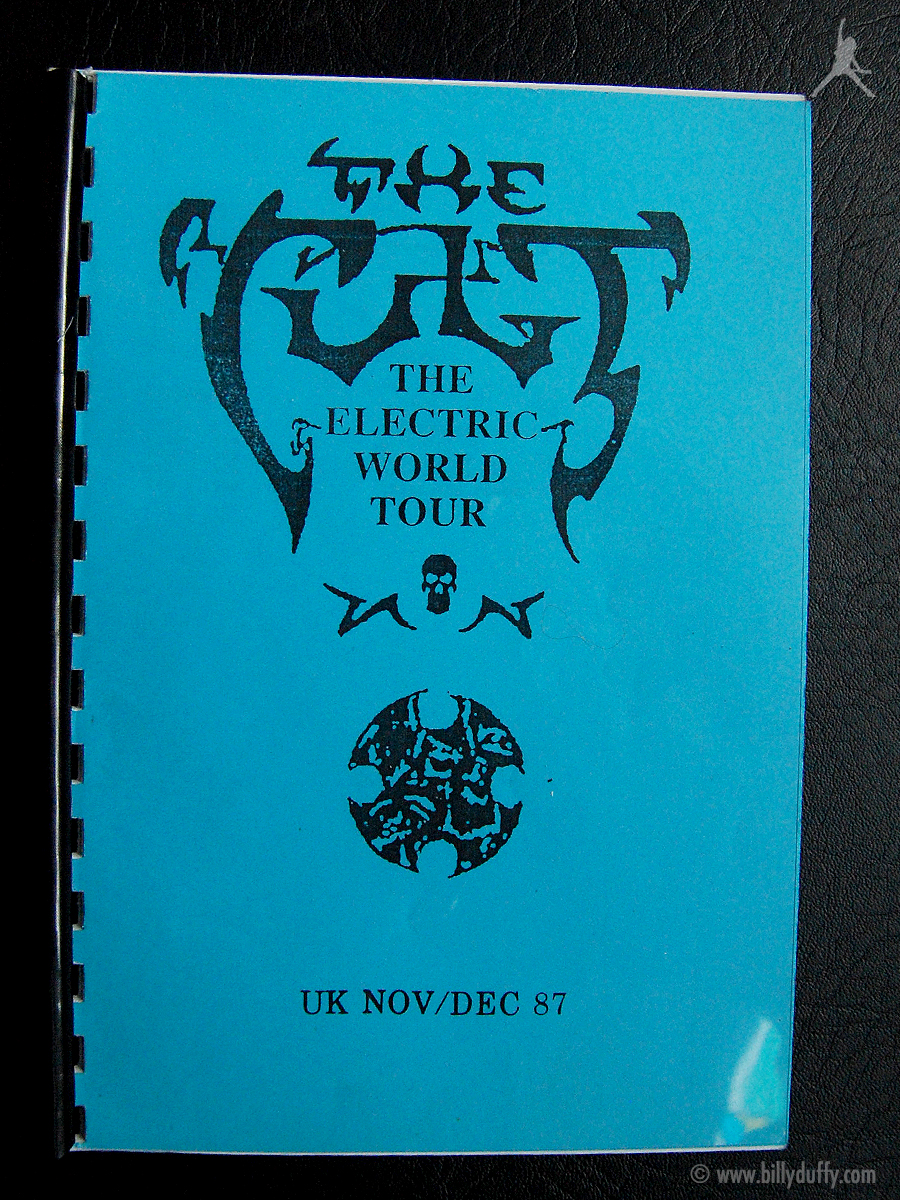 THE
CULT
THE
ELECTRIC
WORLD
TOUR
UK NOV/DEC 87
© www.billyduffy.com